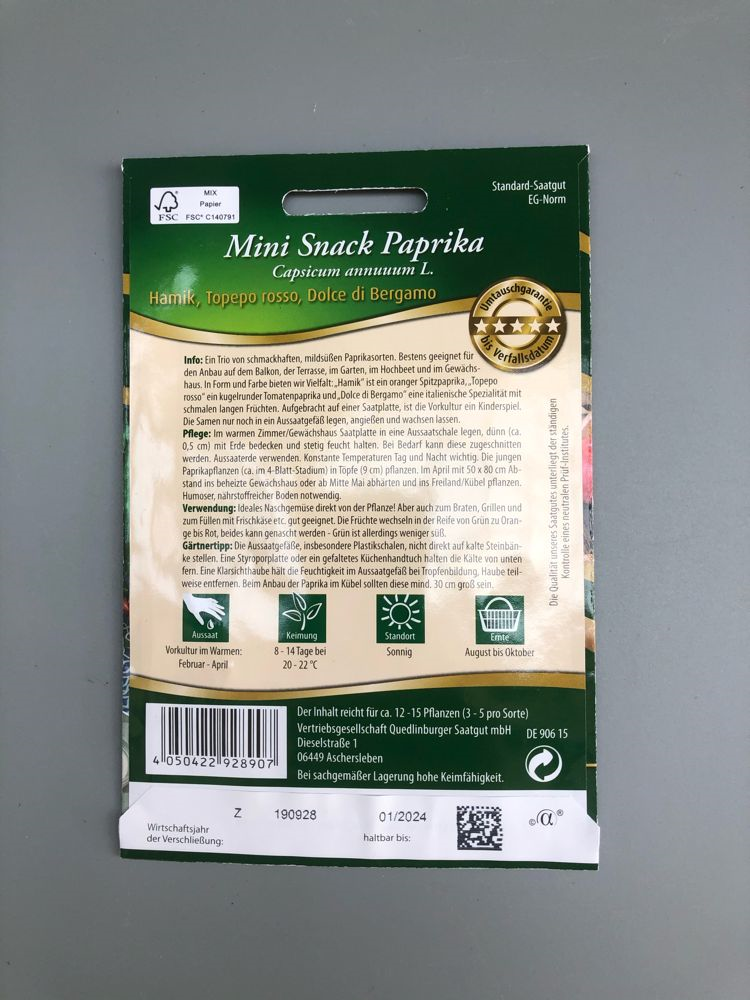 MIX
Papier
FSC
FSC® C140791
Standard-Saatgut
EG-Norm
Mini Snack Paprika
Capsicum annuuum L.
Hamik, Topepo rosso, Dolce di Bergamo
Umtauschgarantie
bis Verfallsdatum
Info: Ein Trio von schmackhaften, mildsüßen Paprikasorten. Bestens geeignet für
den Anbau auf dem Balkon, der Terrasse, im Garten, im Hochbeet und im Gewächs-
haus. In Form und Farbe bieten wir Vielfalt: „Hamik" ist ein oranger Spitzpaprika, „Topepo
rosso" ein kugelrunder Tomatenpaprika und „Dolce di Bergamo" eine italienische Spezialität mit
schmalen langen Früchten. Aufgebracht auf einer Saatplatte, ist die Vorkultur ein Kinderspiel.
Die Samen nur noch in ein Aussaatgefäß legen, angießen und wachsen lassen.
Pflege: Im warmen Zimmer/Gewächshaus Saatplatte in eine Aussaatschale legen, dünn (ca.
0,5 cm) mit Erde bedecken und stetig feucht halten. Bei Bedarf kann diese zugeschnitten
werden. Aussaaterde verwenden. Konstante Temperaturen Tag und Nacht wichtig. Die jungen
Paprikapflanzen (ca. im 4-Blatt-Stadium) in Töpfe (9 cm) pflanzen. Im April mit 50 x 80 cm Ab-
stand ins beheizte Gewächshaus oder ab Mitte Mai abhärten und ins Freiland/Kübel pflanzen.
Humoser, nährstoffreicher Boden notwendig.
Verwendung: Ideales Naschgemüse direkt von der Pflanze! Aber auch zum Braten, Grillen und
zum Füllen mit Frischkäse etc. gut geeignet. Die Früchte wechseln in der Reife von Grün zu Oran-
ge bis Rot, beides kann genascht werden - Grün ist allerdings weniger süß.
Gärtnertipp: Die Aussaatgefäße, insbesondere Plastikschalen, nicht direkt auf kalte Steinbän-
ke stellen. Eine Styroporplatte oder ein gefaltetes Küchenhandtuch halten die Kälte von unten
fern. Eine Klarsichthaube hält die Feuchtigkeit im Aussaatgefäß bei Tropfenbildung, Haube teil-
weise entfernen. Beim Anbau der Paprika im Kübel sollten diese mind. 30 cm groß sein.
Die Qualität unseres Saatgutes unterliegt der ständigen
Kontrolle eines neutralen Prüf-Institutes.
Aussaat
Keimung
Standort
Ernte
Vorkultur im Warmen:
Februar - April
8 - 14 Tage bei
20 - 22 °C
Sonnig
August bis Oktober
Der Inhalt reicht für ca. 12 -15 Pflanzen (3 - 5 pro Sorte)
Vertriebsgesellschaft Quedlinburger Saatgut mbH
DE 906 15
Dieselstraße 1
06449 Aschersleben
Bei sachgemäßer Lagerung hohe Keimfähigkeit.
4 050422 928907
Z 190928 01/2024
Wirtschaftsjahr
der Verschließung:
haltbar bis:
©α®